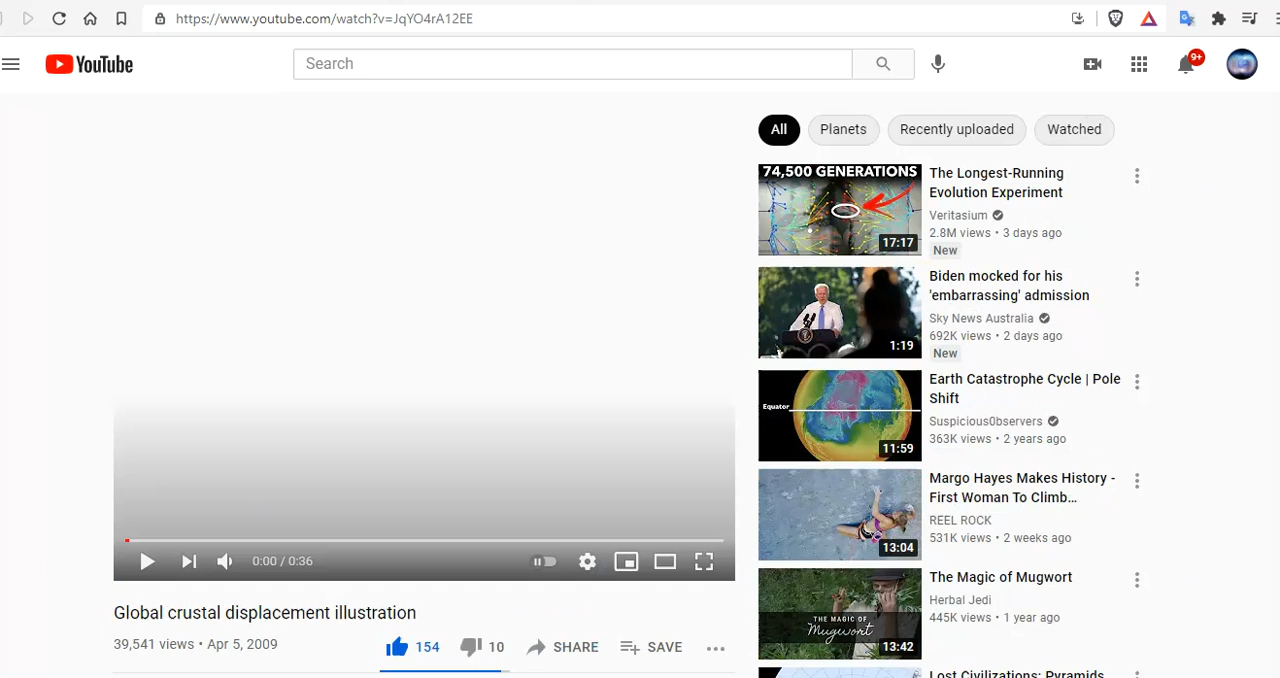 https://www.youtube.com/watch?v=JqYO4rA12EE
YouTube
Search
9+
All
Planets
Recently uploaded
Watched
74,500 GENERATIONS
17:17
The Longest-Running
Evolution Experiment
Veritasium
2.8M views • 3 days ago
New
1:19
Biden mocked for his
'embarrassing' admission
Sky News Australia
692K views • 2 days ago
New
Equator
11:59
Earth Catastrophe Cycle | Pole
Shift
Suspicious0bservers
363K views • 2 years ago
13:04
Margo Hayes Makes History -
First Woman To Climb...
REEL ROCK
531K views • 2 weeks ago
THE MAGIC OF
Mugwort
13:42
The Magic of Mugwort
Herbal Jedi
445K views • 1 year ago
Lost Civilizations: Pyramids
0:00 / 0:36
Global crustal displacement illustration
39,541 views • Apr 5, 2009
154
10
SHARE
SAVE